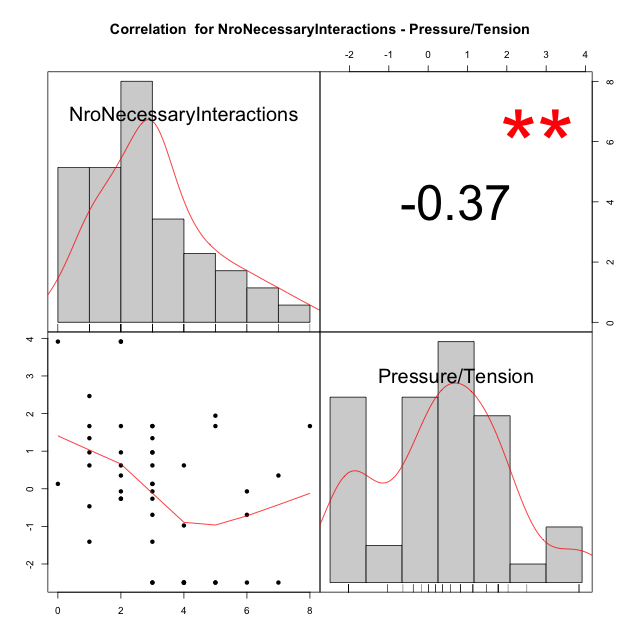 Correlation for NroNecessaryInteractions - Pressure/Tension
-2 -1 0 1 2 3 4
NroNecessaryInteractions
**
-0.37
8
6
4
2
0
Pressure/Tension
4
3
2
1
0
-1
-2
0 2 4 6 8